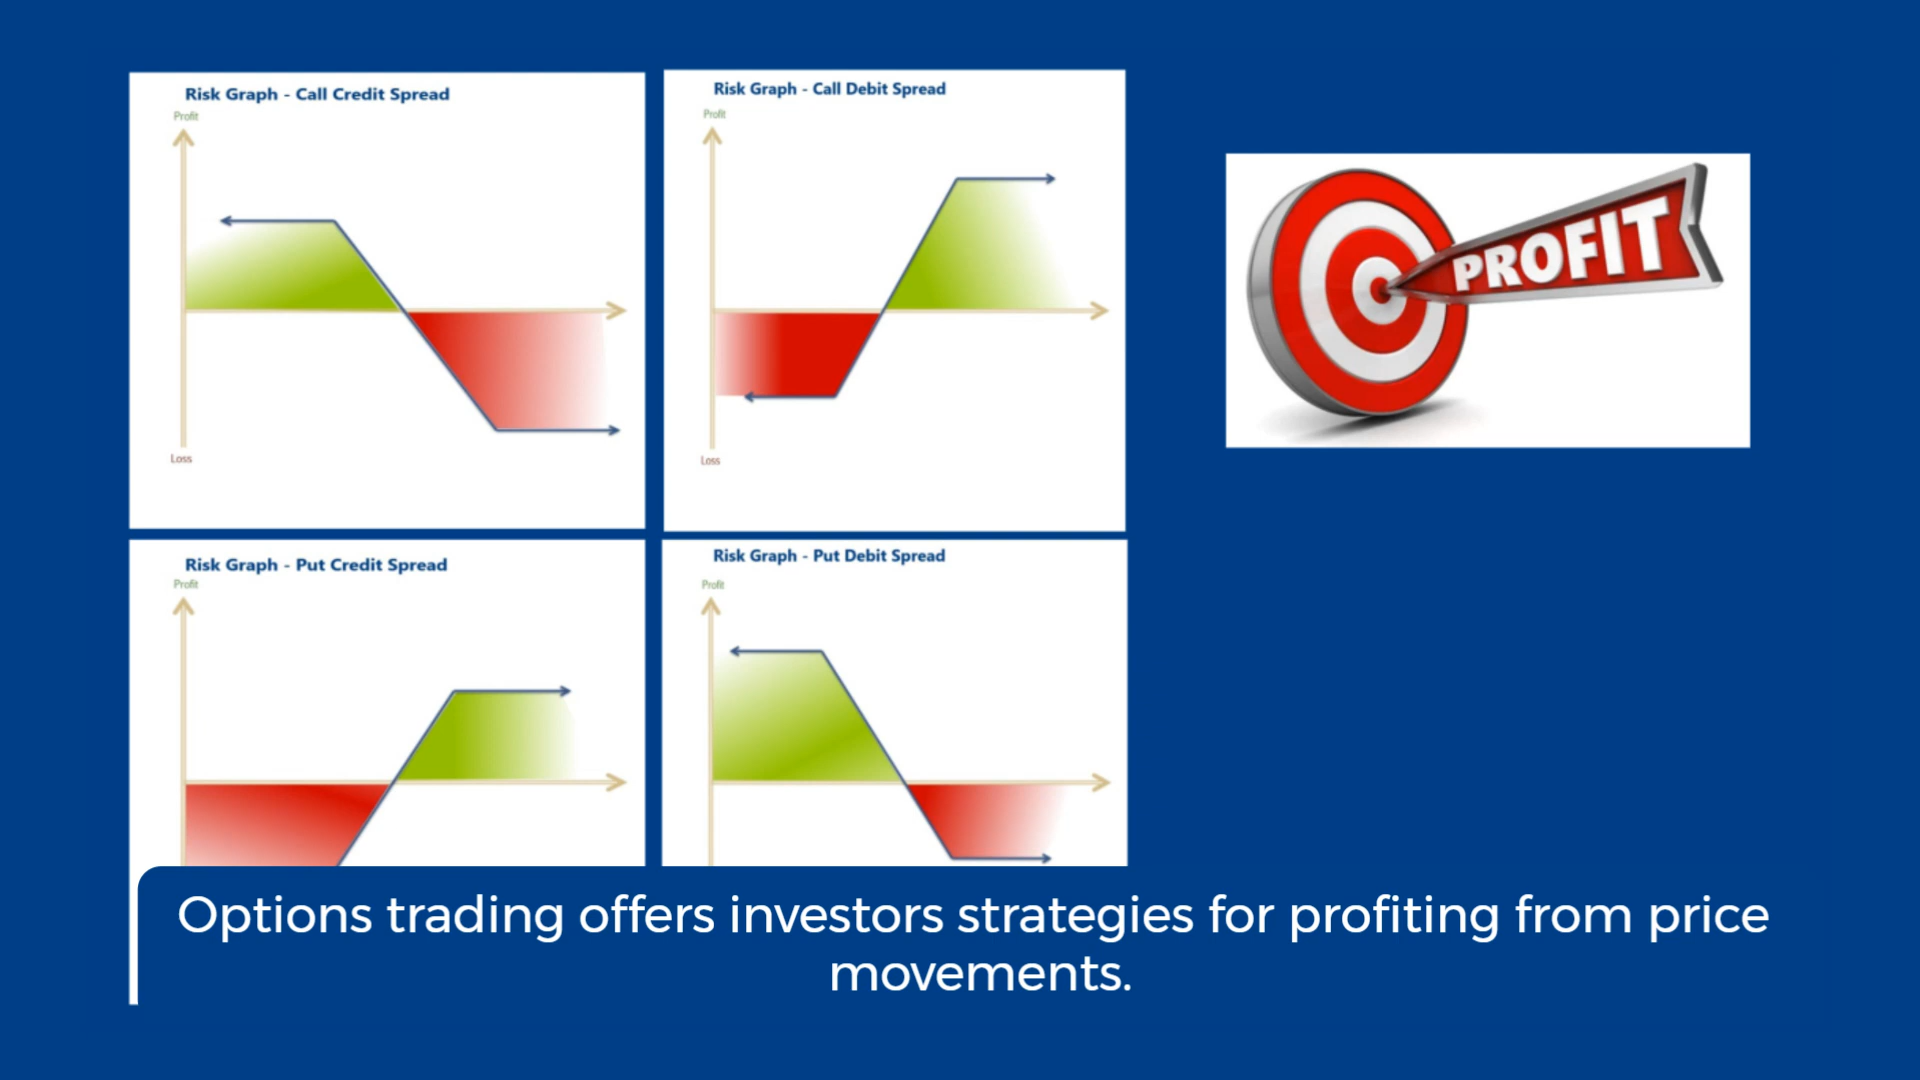 Risk Graph - Call Credit Spread
Profit
Loss
Risk Graph - Call Debit Spread
Profit
Loss
PROFIT
Risk Graph - Put Credit Spread
Profit
Risk Graph - Put Debit Spread
Profit
Options trading offers investors strategies for profiting from price
movements.